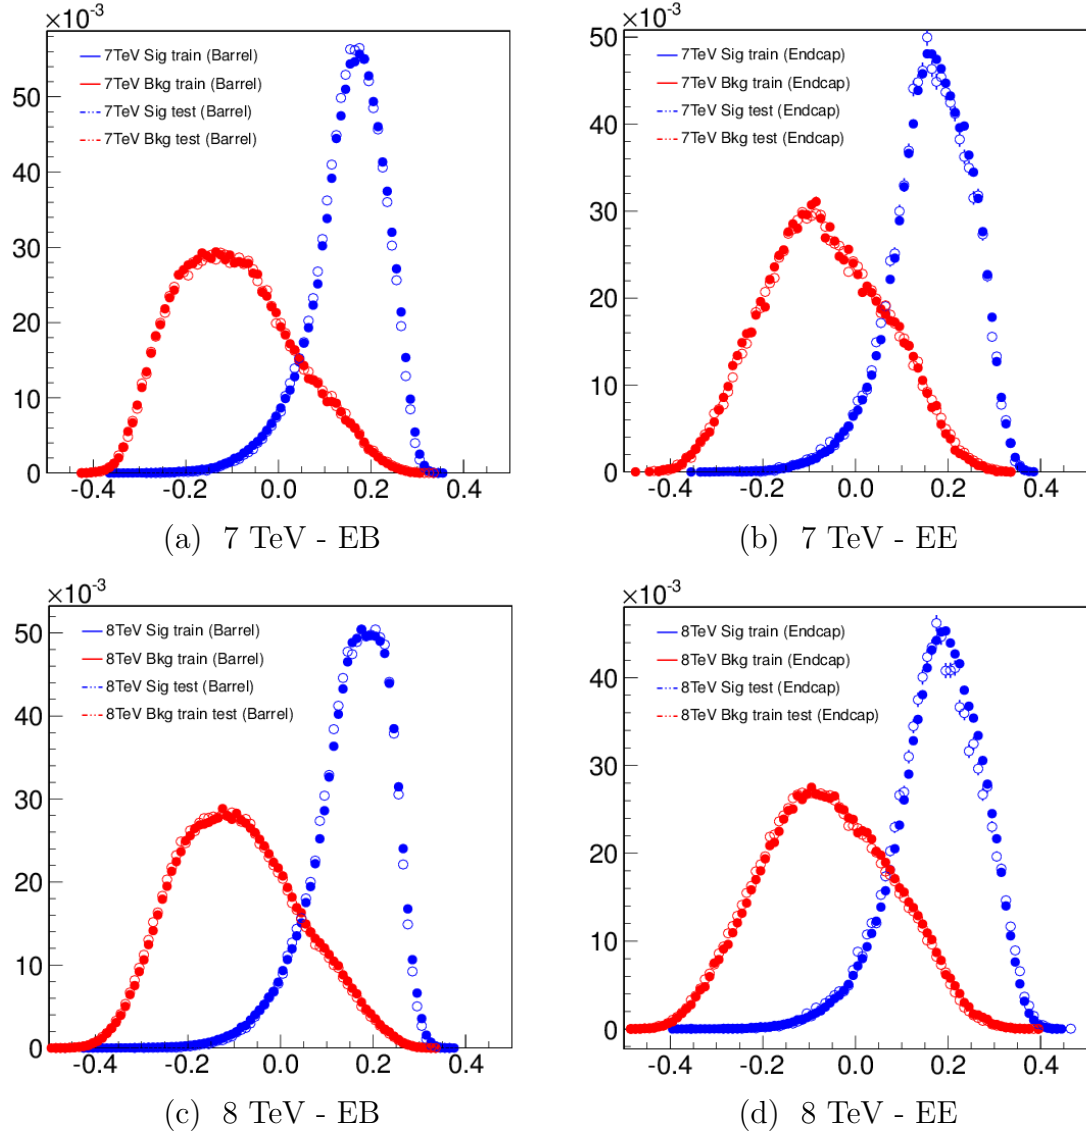 ×10-3
7TeV Sig train (Barrel)
7TeV Bkg train (Barrel)
7TeV Sig test (Barrel)
7TeV Bkg test (Barrel)
50
40
30
20
10
0
-0.4 -0.2 0.0 0.2 0.4
(a) 7 TeV - EB
×10-3
7TeV Sig train (Endcap)
7TeV Bkg train (Endcap)
7TeV Sig test (Endcap)
7TeV Bkg test (Endcap)
50
40
30
20
10
0
-0.4 -0.2 0.0 0.2 0.4
(b) 7 TeV - EE
×10-3
8TeV Sig train (Barrel)
8TeV Bkg train (Barrel)
8TeV Sig test (Barrel)
8TeV Bkg train test (Barrel)
50
40
30
20
10
0
-0.4 -0.2 0.0 0.2 0.4
(c) 8 TeV - EB
×10-3
8TeV Sig train (Endcap)
8TeV Bkg train (Endcap)
8TeV Sig test (Endcap)
8TeV Bkg train test (Endcap)
40
30
20
10
0
-0.4 -0.2 0.0 0.2 0.4
(d) 8 TeV - EE